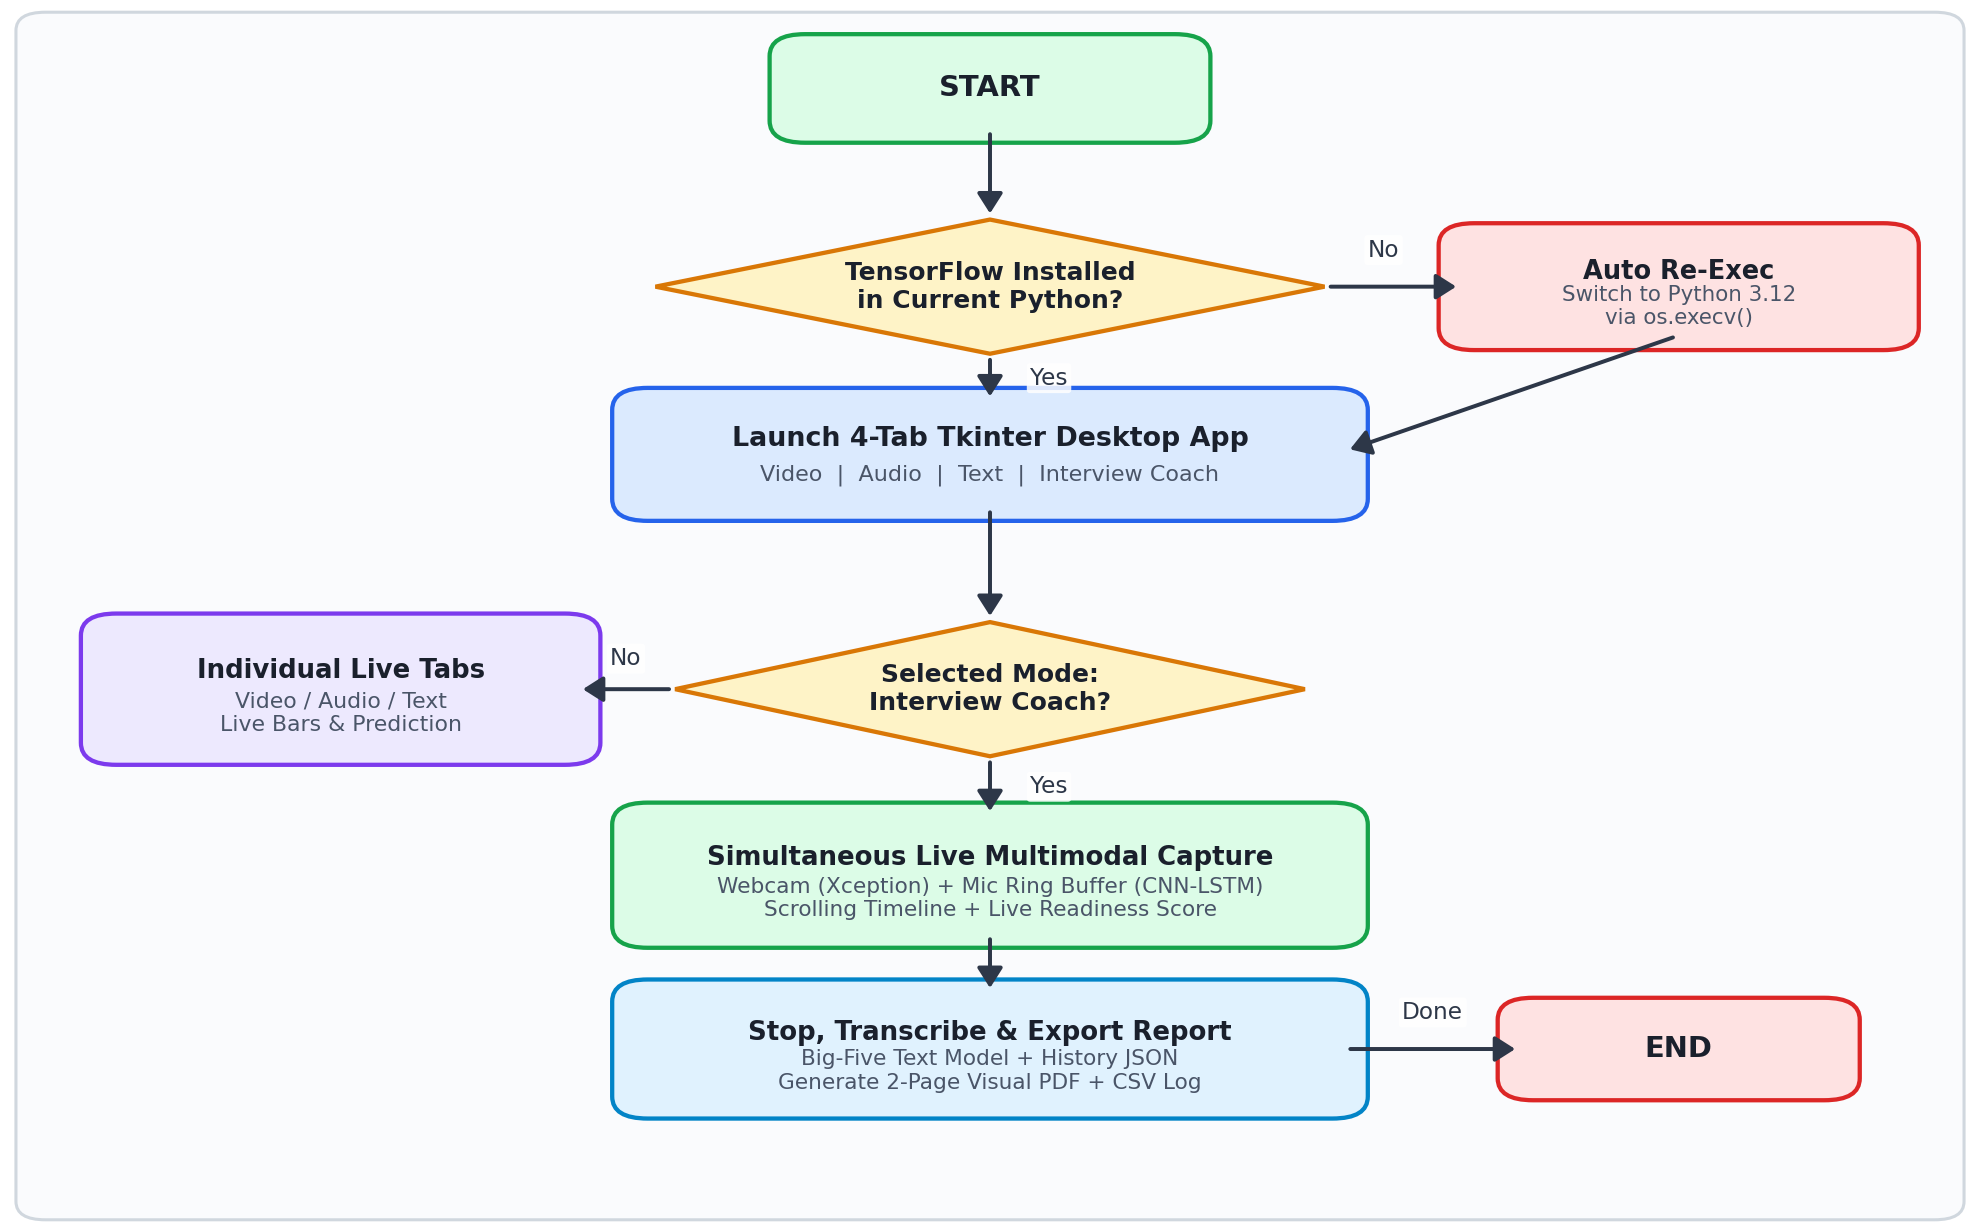 START
TensorFlow Installed
in Current Python?
No
Auto Re-Exec
Switch to Python 3.12
via os.execv()
Yes
Launch 4-Tab Tkinter Desktop App
Video | Audio | Text | Interview Coach
Selected Mode:
Interview Coach?
No
Individual Live Tabs
Video / Audio / Text
Live Bars & Prediction
Yes
Simultaneous Live Multimodal Capture
Webcam (Xception) + Mic Ring Buffer (CNN-LSTM)
Scrolling Timeline + Live Readiness Score
Stop, Transcribe & Export Report
Big-Five Text Model + History JSON
Generate 2-Page Visual PDF + CSV Log
Done
END